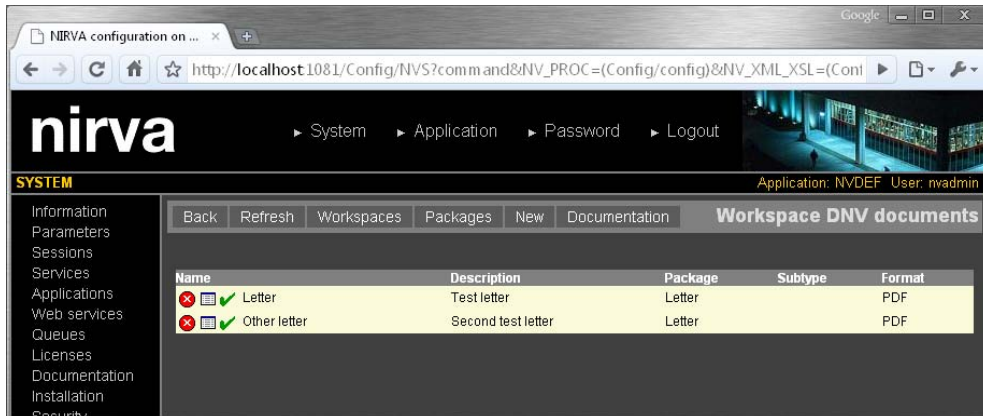 Google
NIRVA configuration on ...
http://localhost:1081/Config/NVS?command&NV_PROC=(Config/config)&NV_XML_XSL=(Conf
nirva
System Application Password Logout
SYSTEM
Application: NVDEF User: nvadmin
Information
Parameters
Sessions
Services
Applications
Web services
Queues
Licenses
Documentation
Installation
Security
Back Refresh Workspaces Packages New Documentation
Workspace DNV documents
Name Description Package Subtype Format
Letter Test letter Letter PDF
Other letter Second test letter Letter PDF